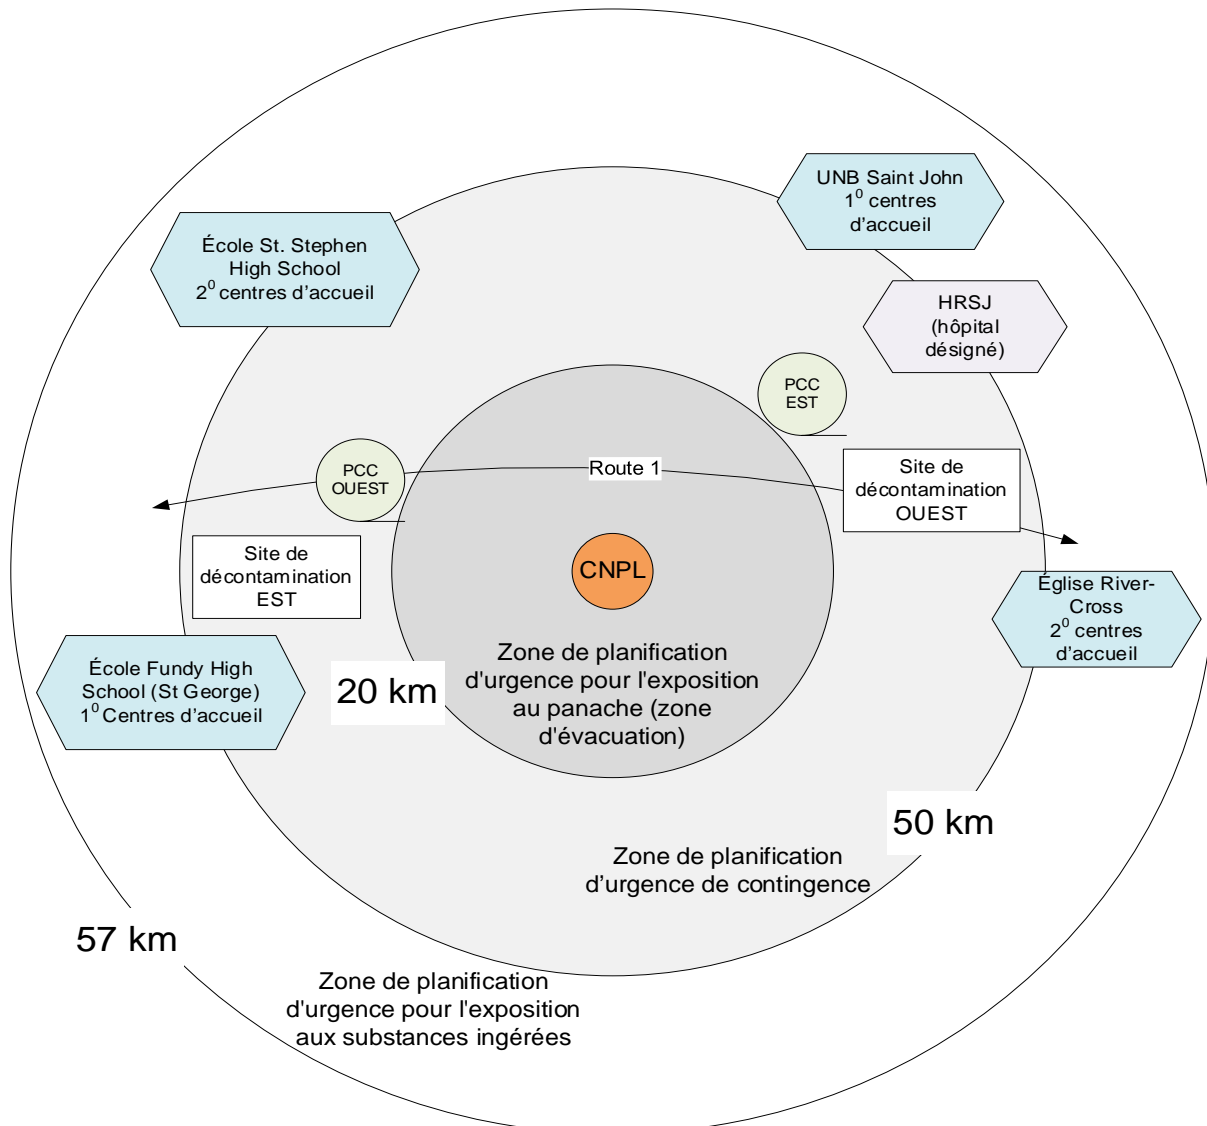 UNB Saint John
1⁰ centres
d'accueil
École St. Stephen
High School
2⁰ centres d'accueil
HRSJ
(hôpital
désigné)
PCC
EST
PCC
OUEST
Route 1
Site de
décontamination
OUEST
Site de
décontamination
EST
CNPL
Église River-
Cross
2⁰ centres
d'accueil
École Fundy High
School (St George)
1⁰ Centres d'accueil
20 km
Zone de planification
d'urgence pour l'exposition
au panache (zone
d'évacuation)
50 km
Zone de planification
d'urgence de contingence
57 km
Zone de planification
d'urgence pour l'exposition
aux substances ingérées